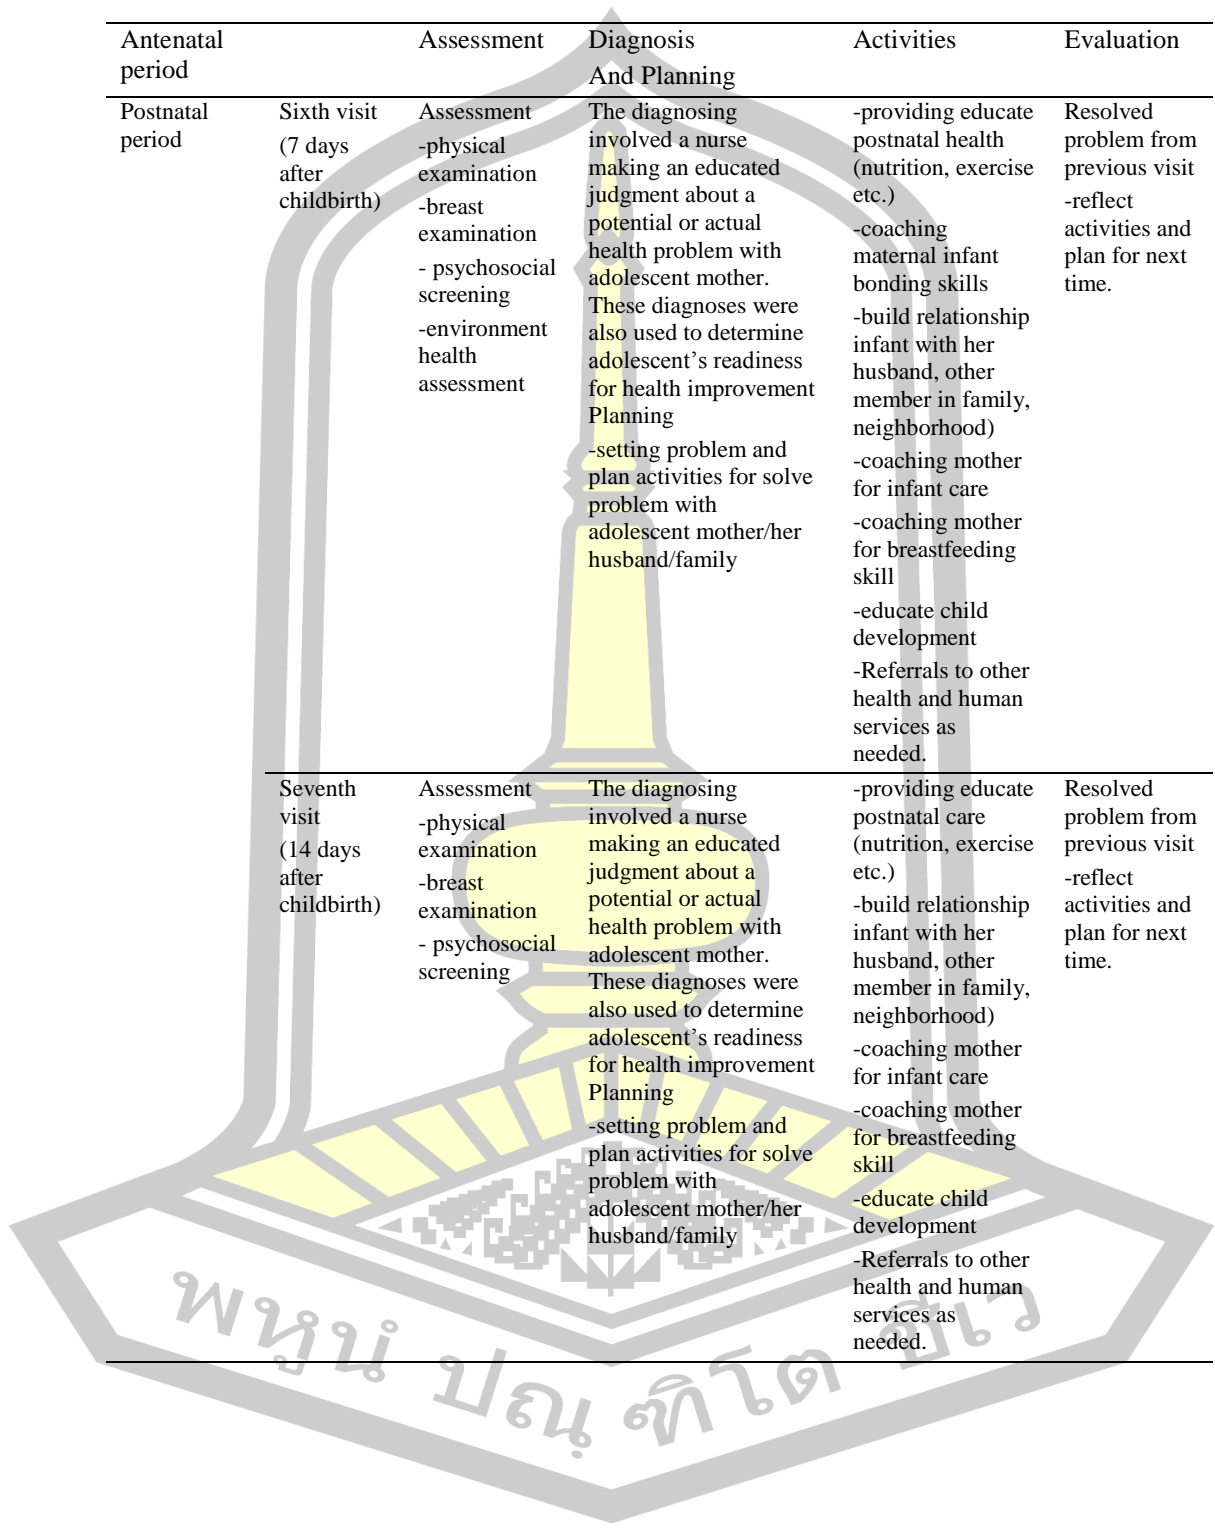 Antenatal
period
Assessment
Diagnosis
And Planning
Activities
Evaluation
Postnatal
period
Sixth visit
(7 days
after
childbirth)
Assessment
-physical
examination
-breast
examination
- psychosocial
screening
-environment
health
assessment
The diagnosing
involved a nurse
making an educated
judgment about a
potential or actual
health problem with
adolescent mother.
These diagnoses were
also used to determine
adolescent's readiness
for health improvement
Planning
-setting problem and
plan activities for solve
problem with
adolescent mother/her
husband/family
-providing educate
postnatal health
(nutrition, exercise
etc.)
-coaching
maternal infant
bonding skills
-build relationship
infant with her
husband, other
member in family,
neighborhood)
-coaching mother
for infant care
-coaching mother
for breastfeeding
skill
-educate child
development
-Referrals to other
health and human
services as
needed.
Resolved
problem from
previous visit
-reflect
activities and
plan for next
time.
Seventh
visit
(14 days
after
childbirth)
Assessment
-physical
examination
-breast
examination
- psychosocial
screening
The diagnosing
involved a nurse
making an educated
judgment about a
potential or actual
health problem with
adolescent mother.
These diagnoses were
also used to determine
adolescent's readiness
for health improvement
Planning
-setting problem and
plan activities for solve
problem with
adolescent mother/her
husband/family
-providing educate
postnatal care
(nutrition, exercise
etc.)
-build relationship
infant with her
husband, other
member in family,
neighborhood)
-coaching mother
for infant care
-coaching mother
for breastfeeding
skill
-educate child
development
-Referrals to other
health and human
services as
needed.
Resolved
problem from
previous visit
-reflect
activities and
plan for next
time.
พหูนํ ปณฺฑิโต ชีเว